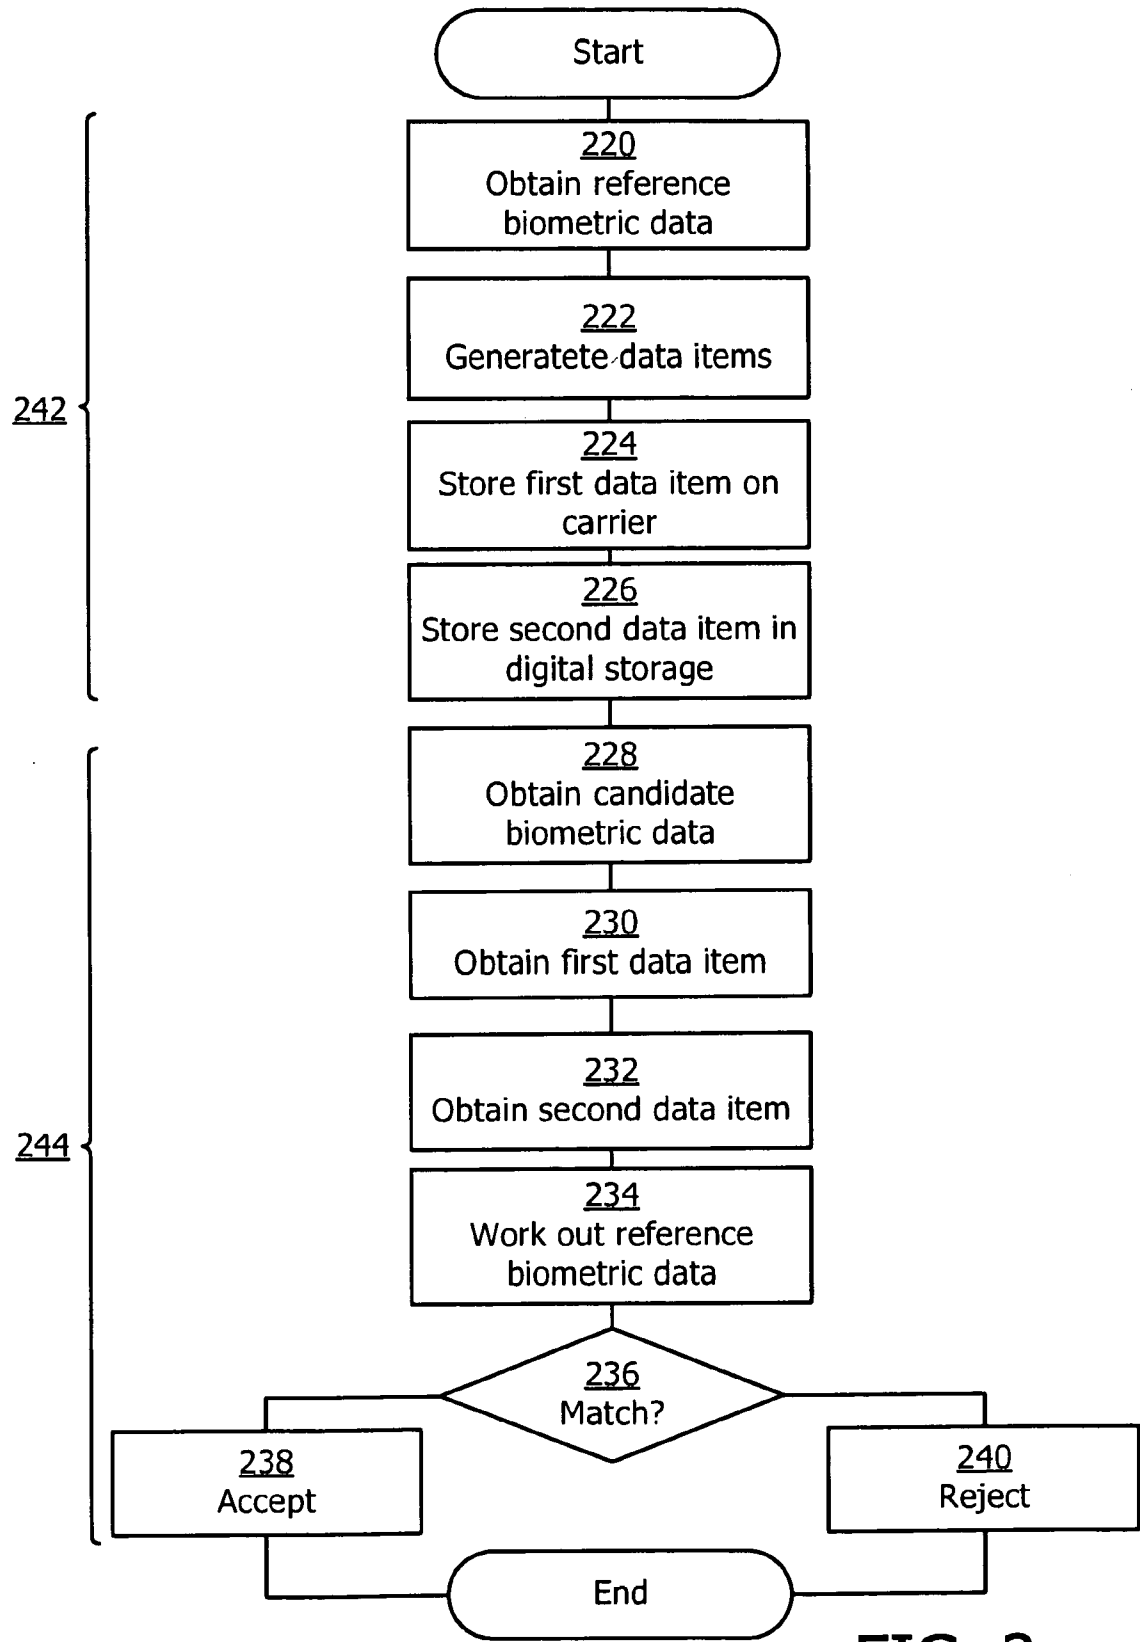 Start
220
Obtain reference
biometric data
222
Generatete data items
242
224
Store first data item on
carrier
226
Store second data item in
digital storage
228
Obtain candidate
biometric data
230
Obtain first data item
232
Obtain second data item
244
234
Work out reference
biometric data
236
Match?
238
Accept
240
Reject
End